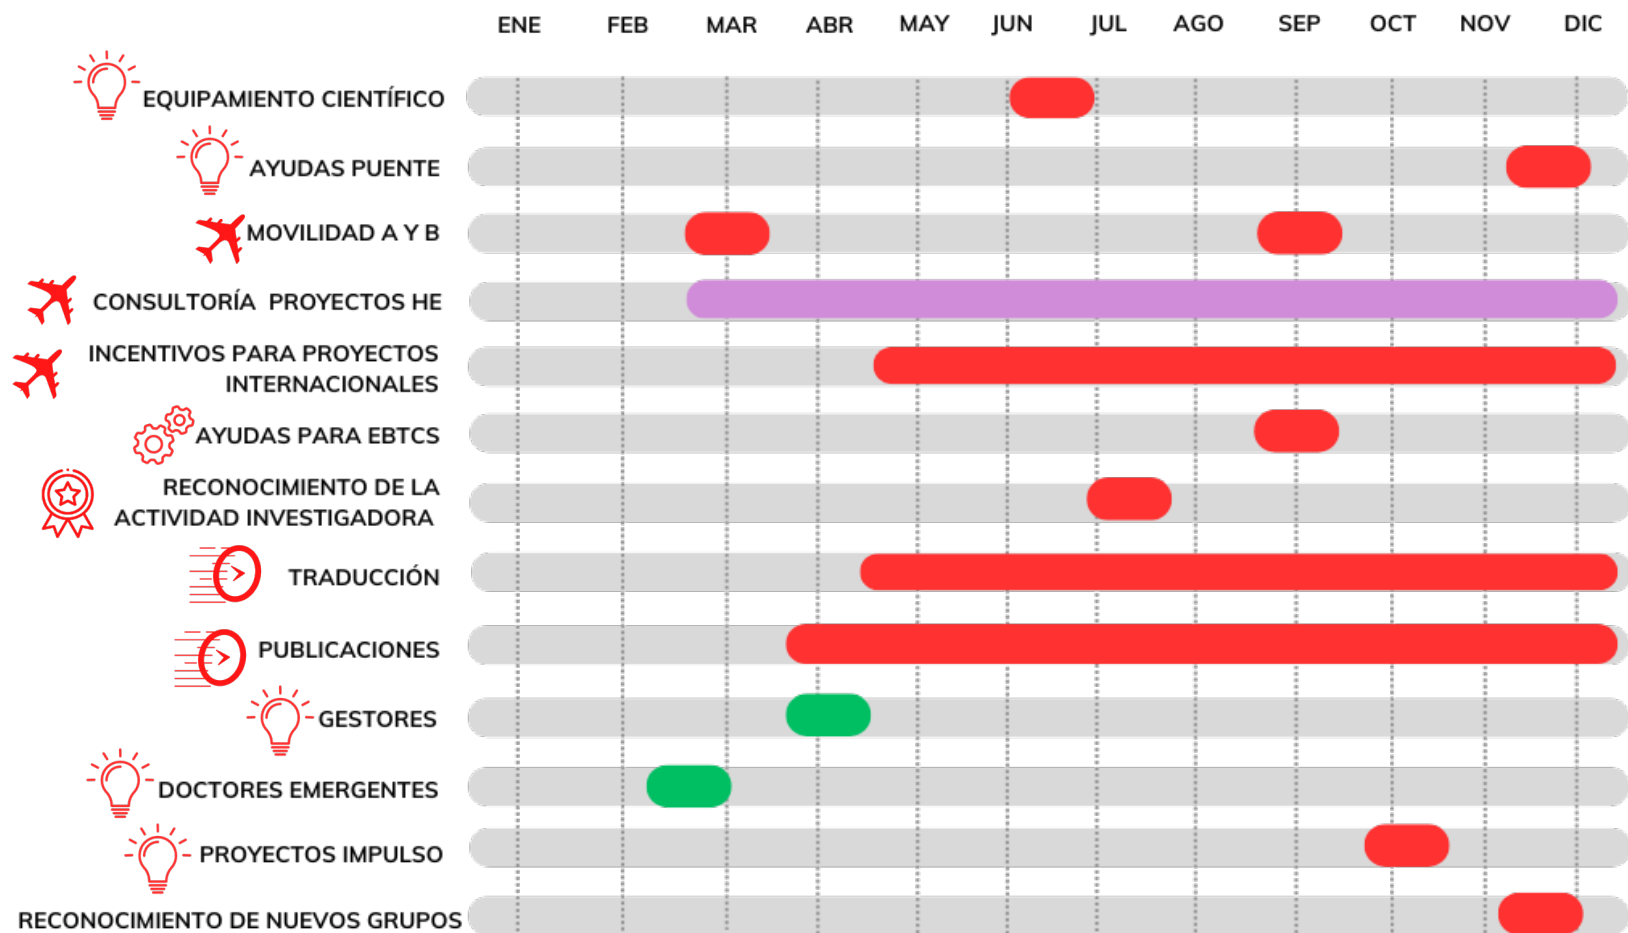 ENE FEB MAR ABR MAY JUN JUL AGO SEP OCT NOV DIC
EQUIPAMIENTO CIENTÍFICO
AYUDAS PUENTE
MOVILIDAD A Y B
CONSULTORÍA PROYECTOS HE
INCENTIVOS PARA PROYECTOS
INTERNACIONALES
AYUDAS PARA EBTCS
RECONOCIMIENTO DE LA
ACTIVIDAD INVESTIGADORA
TRADUCCIÓN
PUBLICACIONES
GESTORES
DOCTORES EMERGENTES
PROYECTOS IMPULSO
RECONOCIMIENTO DE NUEVOS GRUPOS